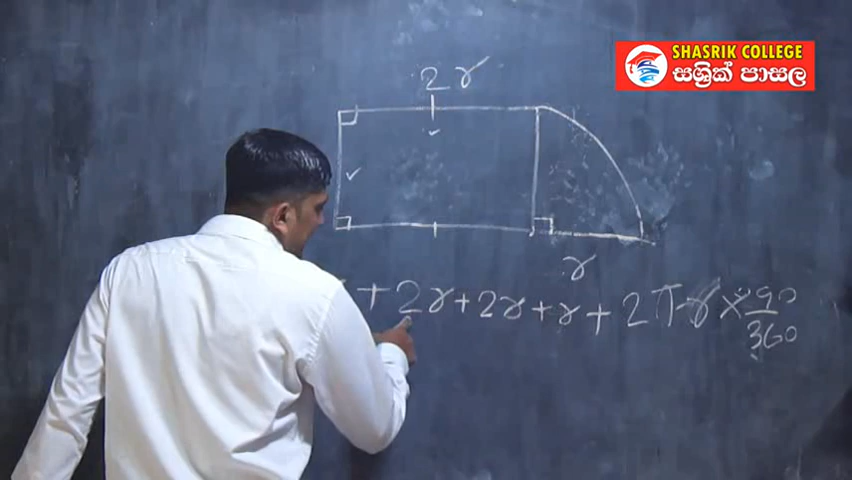 SHASRIK COLLEGE
සශ්‍රික් පාසල
2r
r
+ 2r + 2r + r + 2πr × 90
360